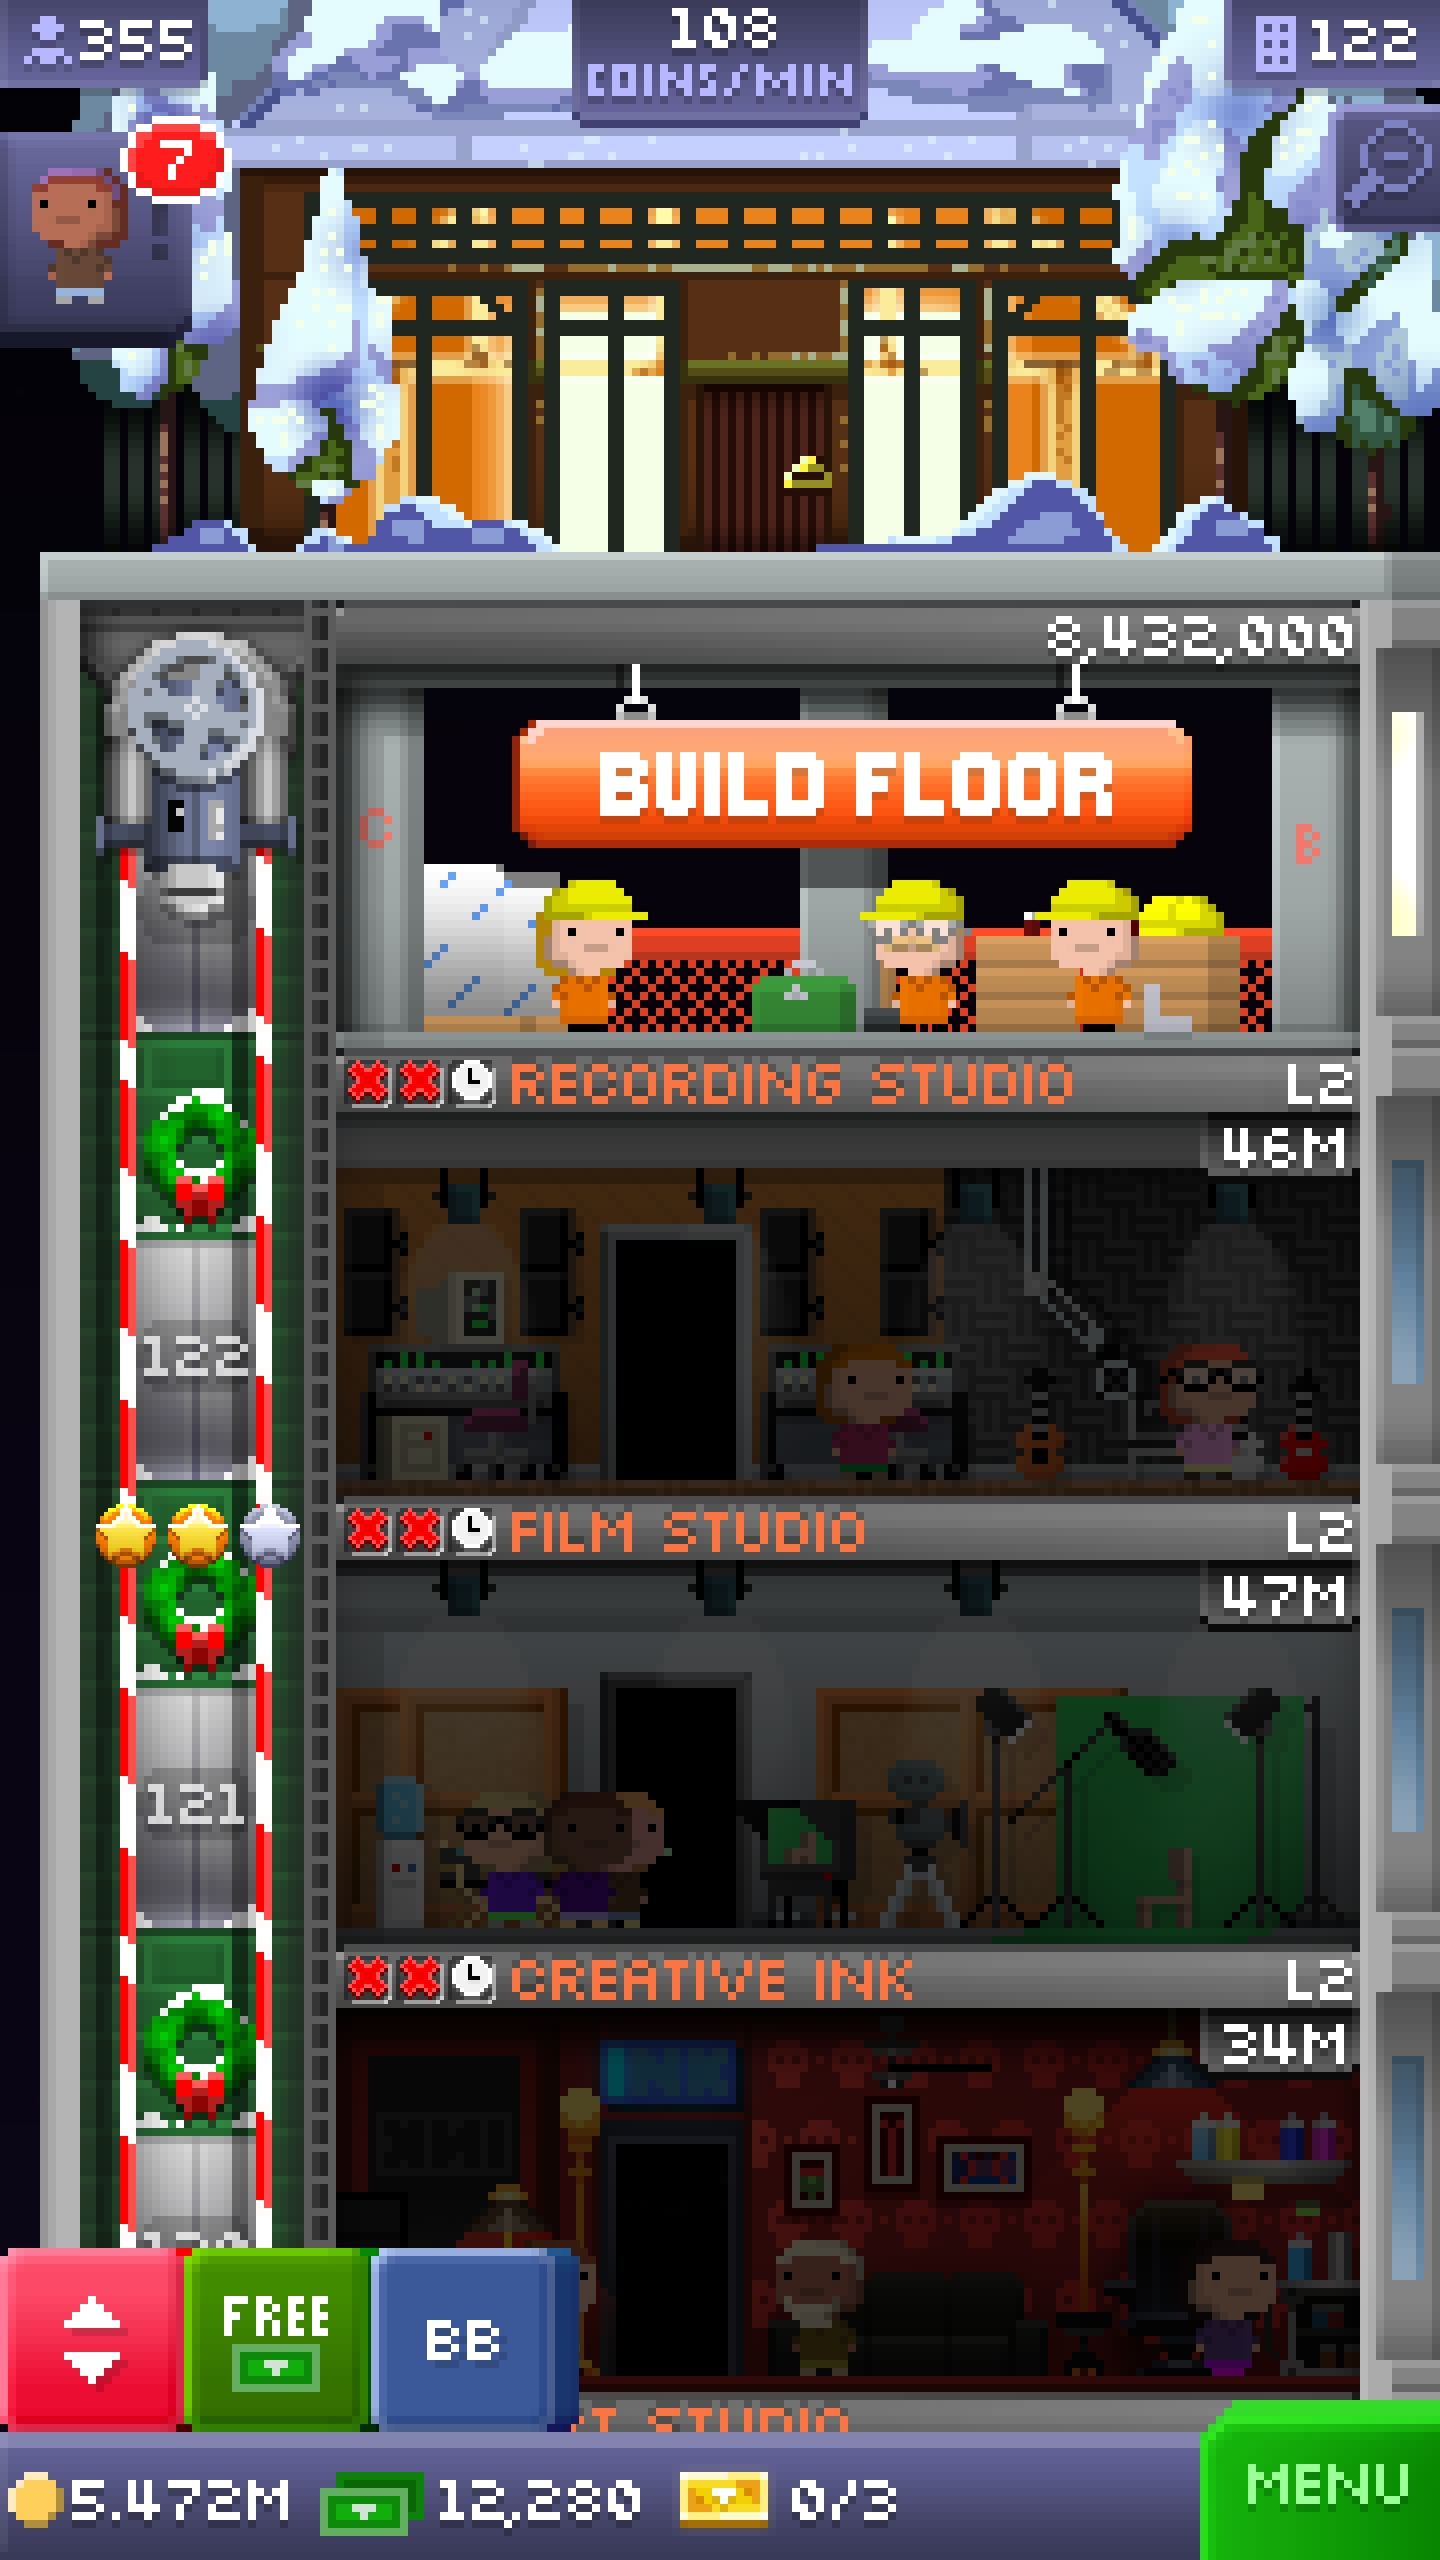 355
108
COINS/MIN
122
7
8,432,000
BUILD FLOOR
C
B
RECORDING STUDIO
L2
46M
122
FILM STUDIO
L2
47M
121
CREATIVE INK
L2
34M
INK
FREE
BB
STUDIO
MENU
5.472M
12,280
0/3